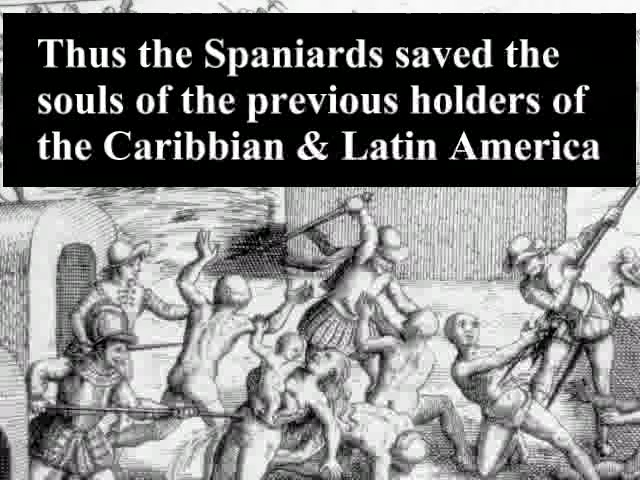 Thus the Spaniards saved the
souls of the previous holders of
the Caribbian & Latin America